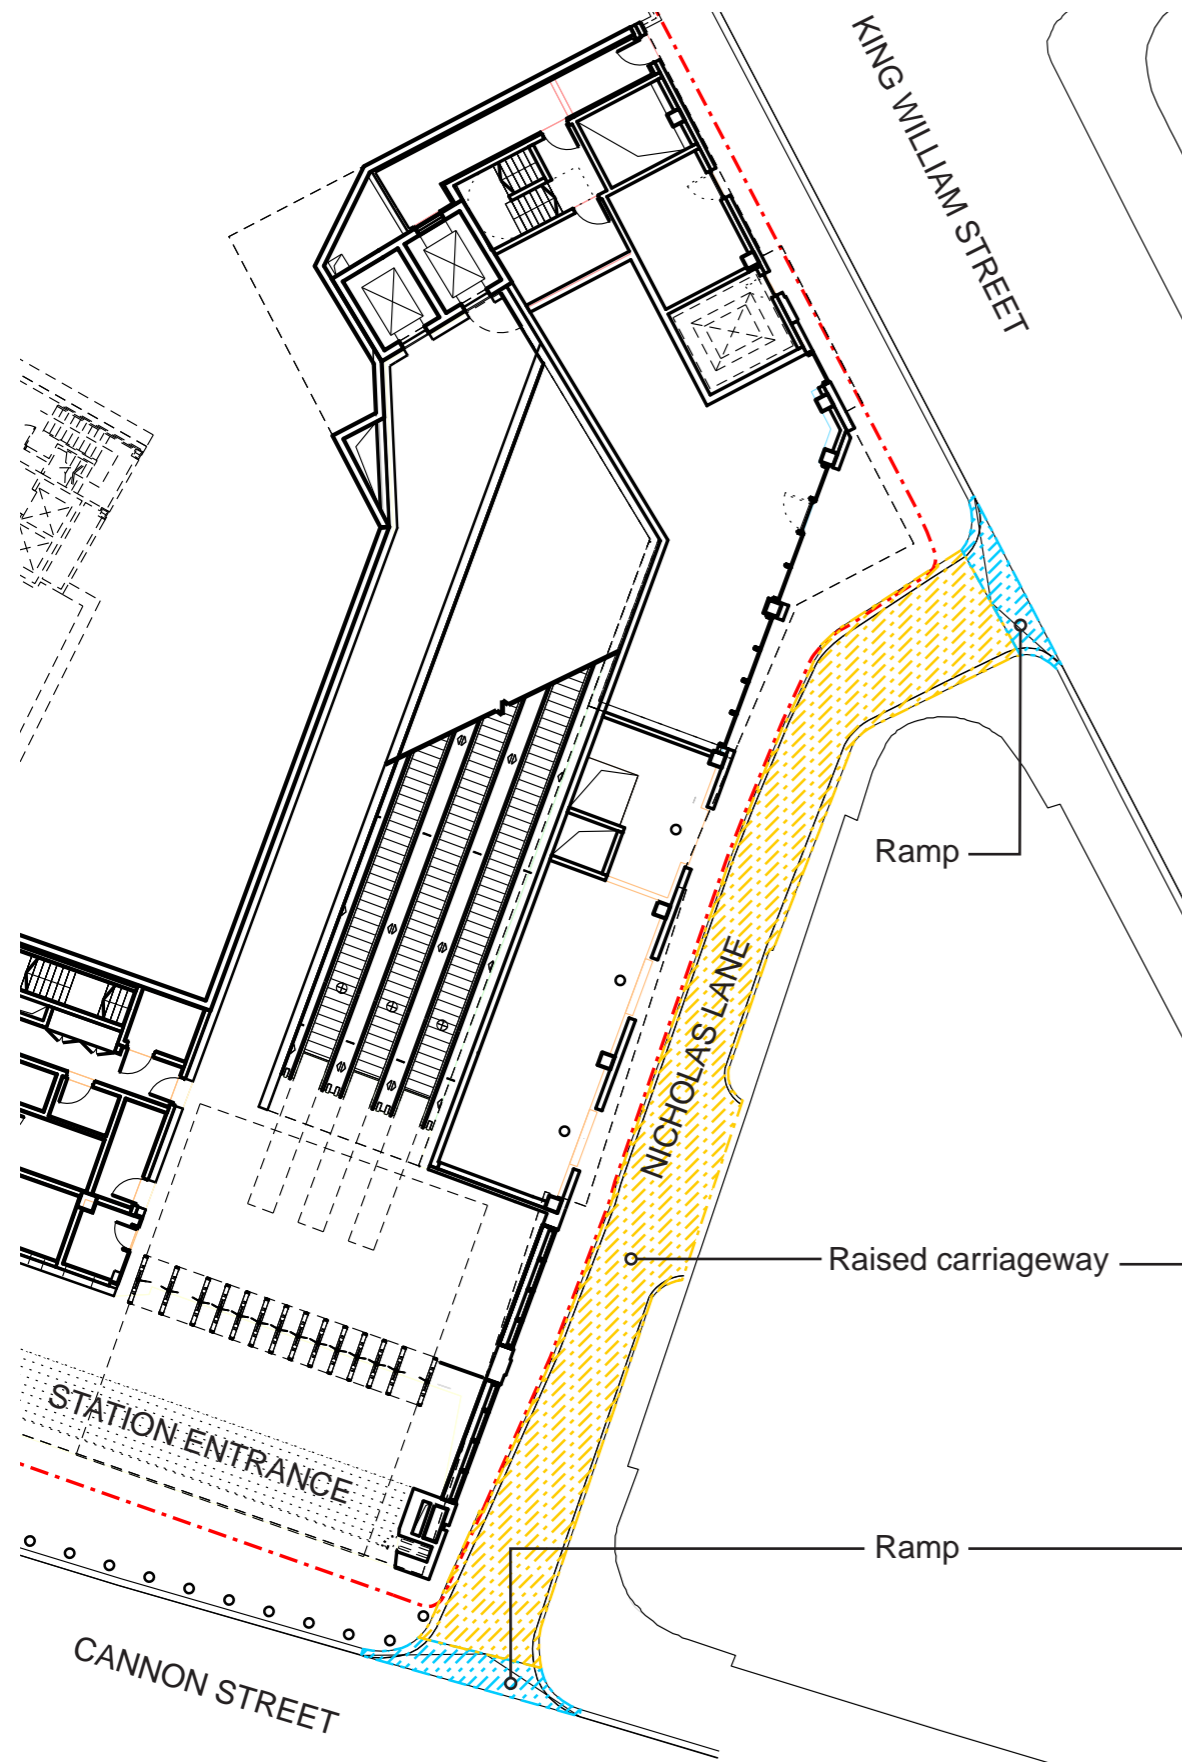 KING WILLIAM STREET
Ramp
NICHOLAS LANE
Raised carriageway
STATION ENTRANCE
Ramp
CANNON STREET